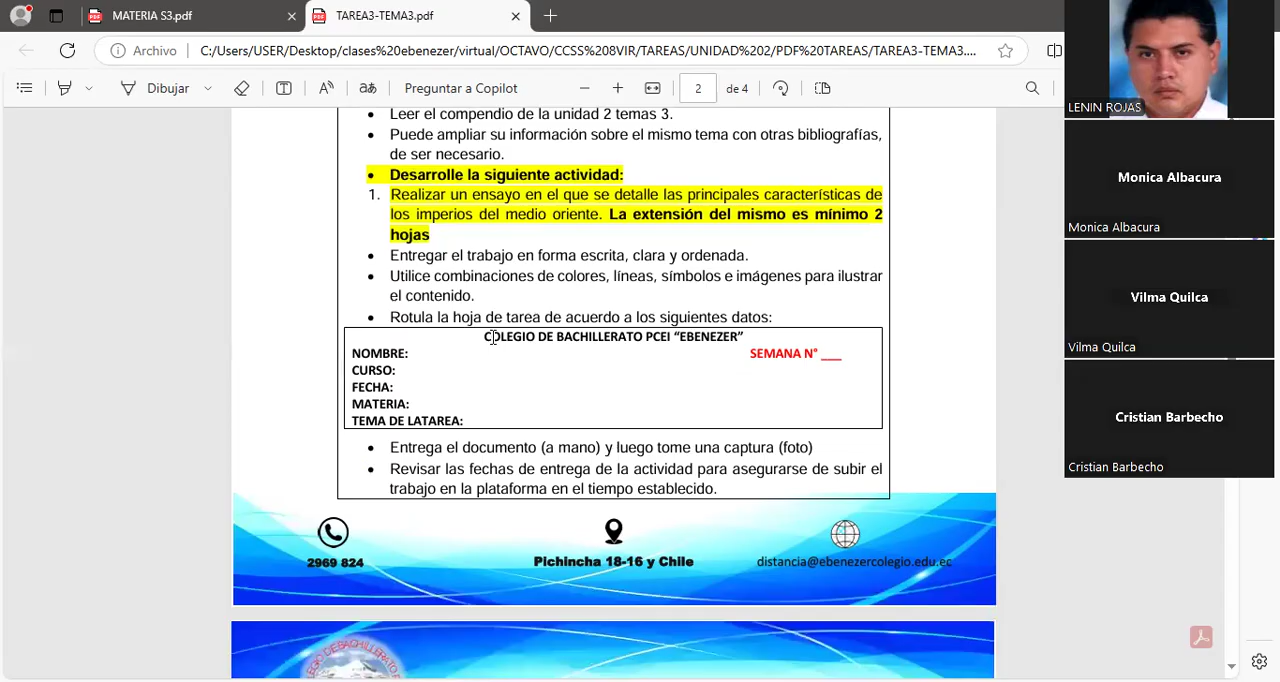 MATERIA S3.pdf
TAREA3-TEMA3.pdf
Archivo
C:/Users/USER/Desktop/clases%20ebenezer/virtual/OCTAVO/CCSS%208VIR/TAREAS/UNIDAD%202/PDF%20TAREAS/TAREA3-TEMA3....
Dibujar
Preguntar a Copilot
2 de 4
Leer el compendio de la unidad 2 temas 3.
Puede ampliar su información sobre el mismo tema con otras bibliografías,
de ser necesario.
Desarrolle la siguiente actividad:
1. Realizar un ensayo en el que se detalle las principales características de
los imperios del medio oriente. La extensión del mismo es mínimo 2
hojas
Entregar el trabajo en forma escrita, clara y ordenada.
Utilice combinaciones de colores, líneas, símbolos e imágenes para ilustrar
el contenido.
Rotula la hoja de tarea de acuerdo a los siguientes datos:
COLEGIO DE BACHILLERATO PCEI “EBENEZER”
NOMBRE: SEMANA N° ___
CURSO:
FECHA:
MATERIA:
TEMA DE LATAREA:
Entrega el documento (a mano) y luego tome una captura (foto)
Revisar las fechas de entrega de la actividad para asegurarse de subir el
trabajo en la plataforma en el tiempo establecido.
2969 824
Pichincha 18-16 y Chile
distancia@ebenezercolegio.edu.ec
LENIN ROJAS
Monica Albacura
Monica Albacura
Vilma Quilca
Vilma Quilca
Cristian Barbecho
Cristian Barbecho